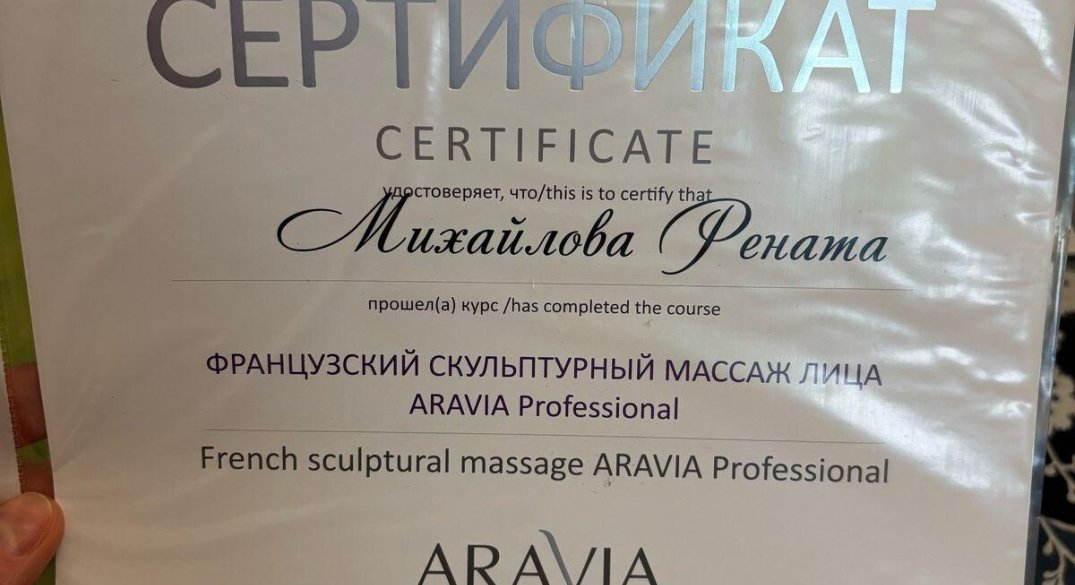 СЕРТИФИКАТ
CERTIFICATE
удостоверяет, что/this is to certify that
Михайлова Рената
прошел(а) курс /has completed the course
ФРАНЦУЗСКИЙ СКУЛЬПТУРНЫЙ МАССАЖ ЛИЦА
ARAVIA Professional
French sculptural massage ARAVIA Professional
ARAVIA